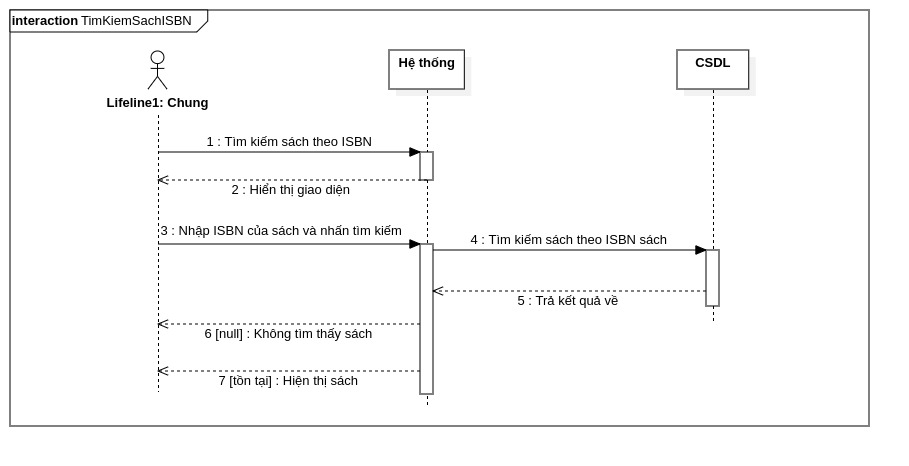 interaction TimKiemSachISBN
Hệ thống
CSDL
Lifeline1: Chung
1 : Tìm kiếm sách theo ISBN
2 : Hiển thị giao diện
3 : Nhập ISBN của sách và nhấn tìm kiếm
4 : Tìm kiếm sách theo ISBN sách
5 : Trả kết quả về
6 [null] : Không tìm thấy sách
7 [tồn tại] : Hiện thị sách